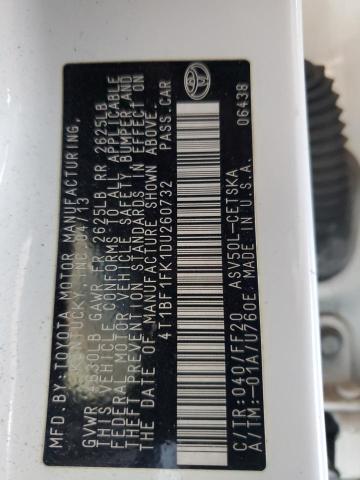 MFD.BY:TOYOTA MOTOR MANUFACTURING,
KENTUCKY, INC. 04/13
GVWR 4630LB GAWR FR 2625LB RR 2625LB
THIS VEHICLE CONFORMS TO ALL APPLICABLE
FEDERAL MOTOR VEHICLE SAFETY BUMPER, AND
THEFT PREVENTION STANDARDS IN EFFECT ON
THE DATE OF MANUFACTURE SHOWN ABOVE.
4T1BF1FK1DU260732 PASS.CAR
C/TR:040/FF20 ASV50L-CETSKA
A/TM:-01A/U760E MADE IN U.S.A. 06438